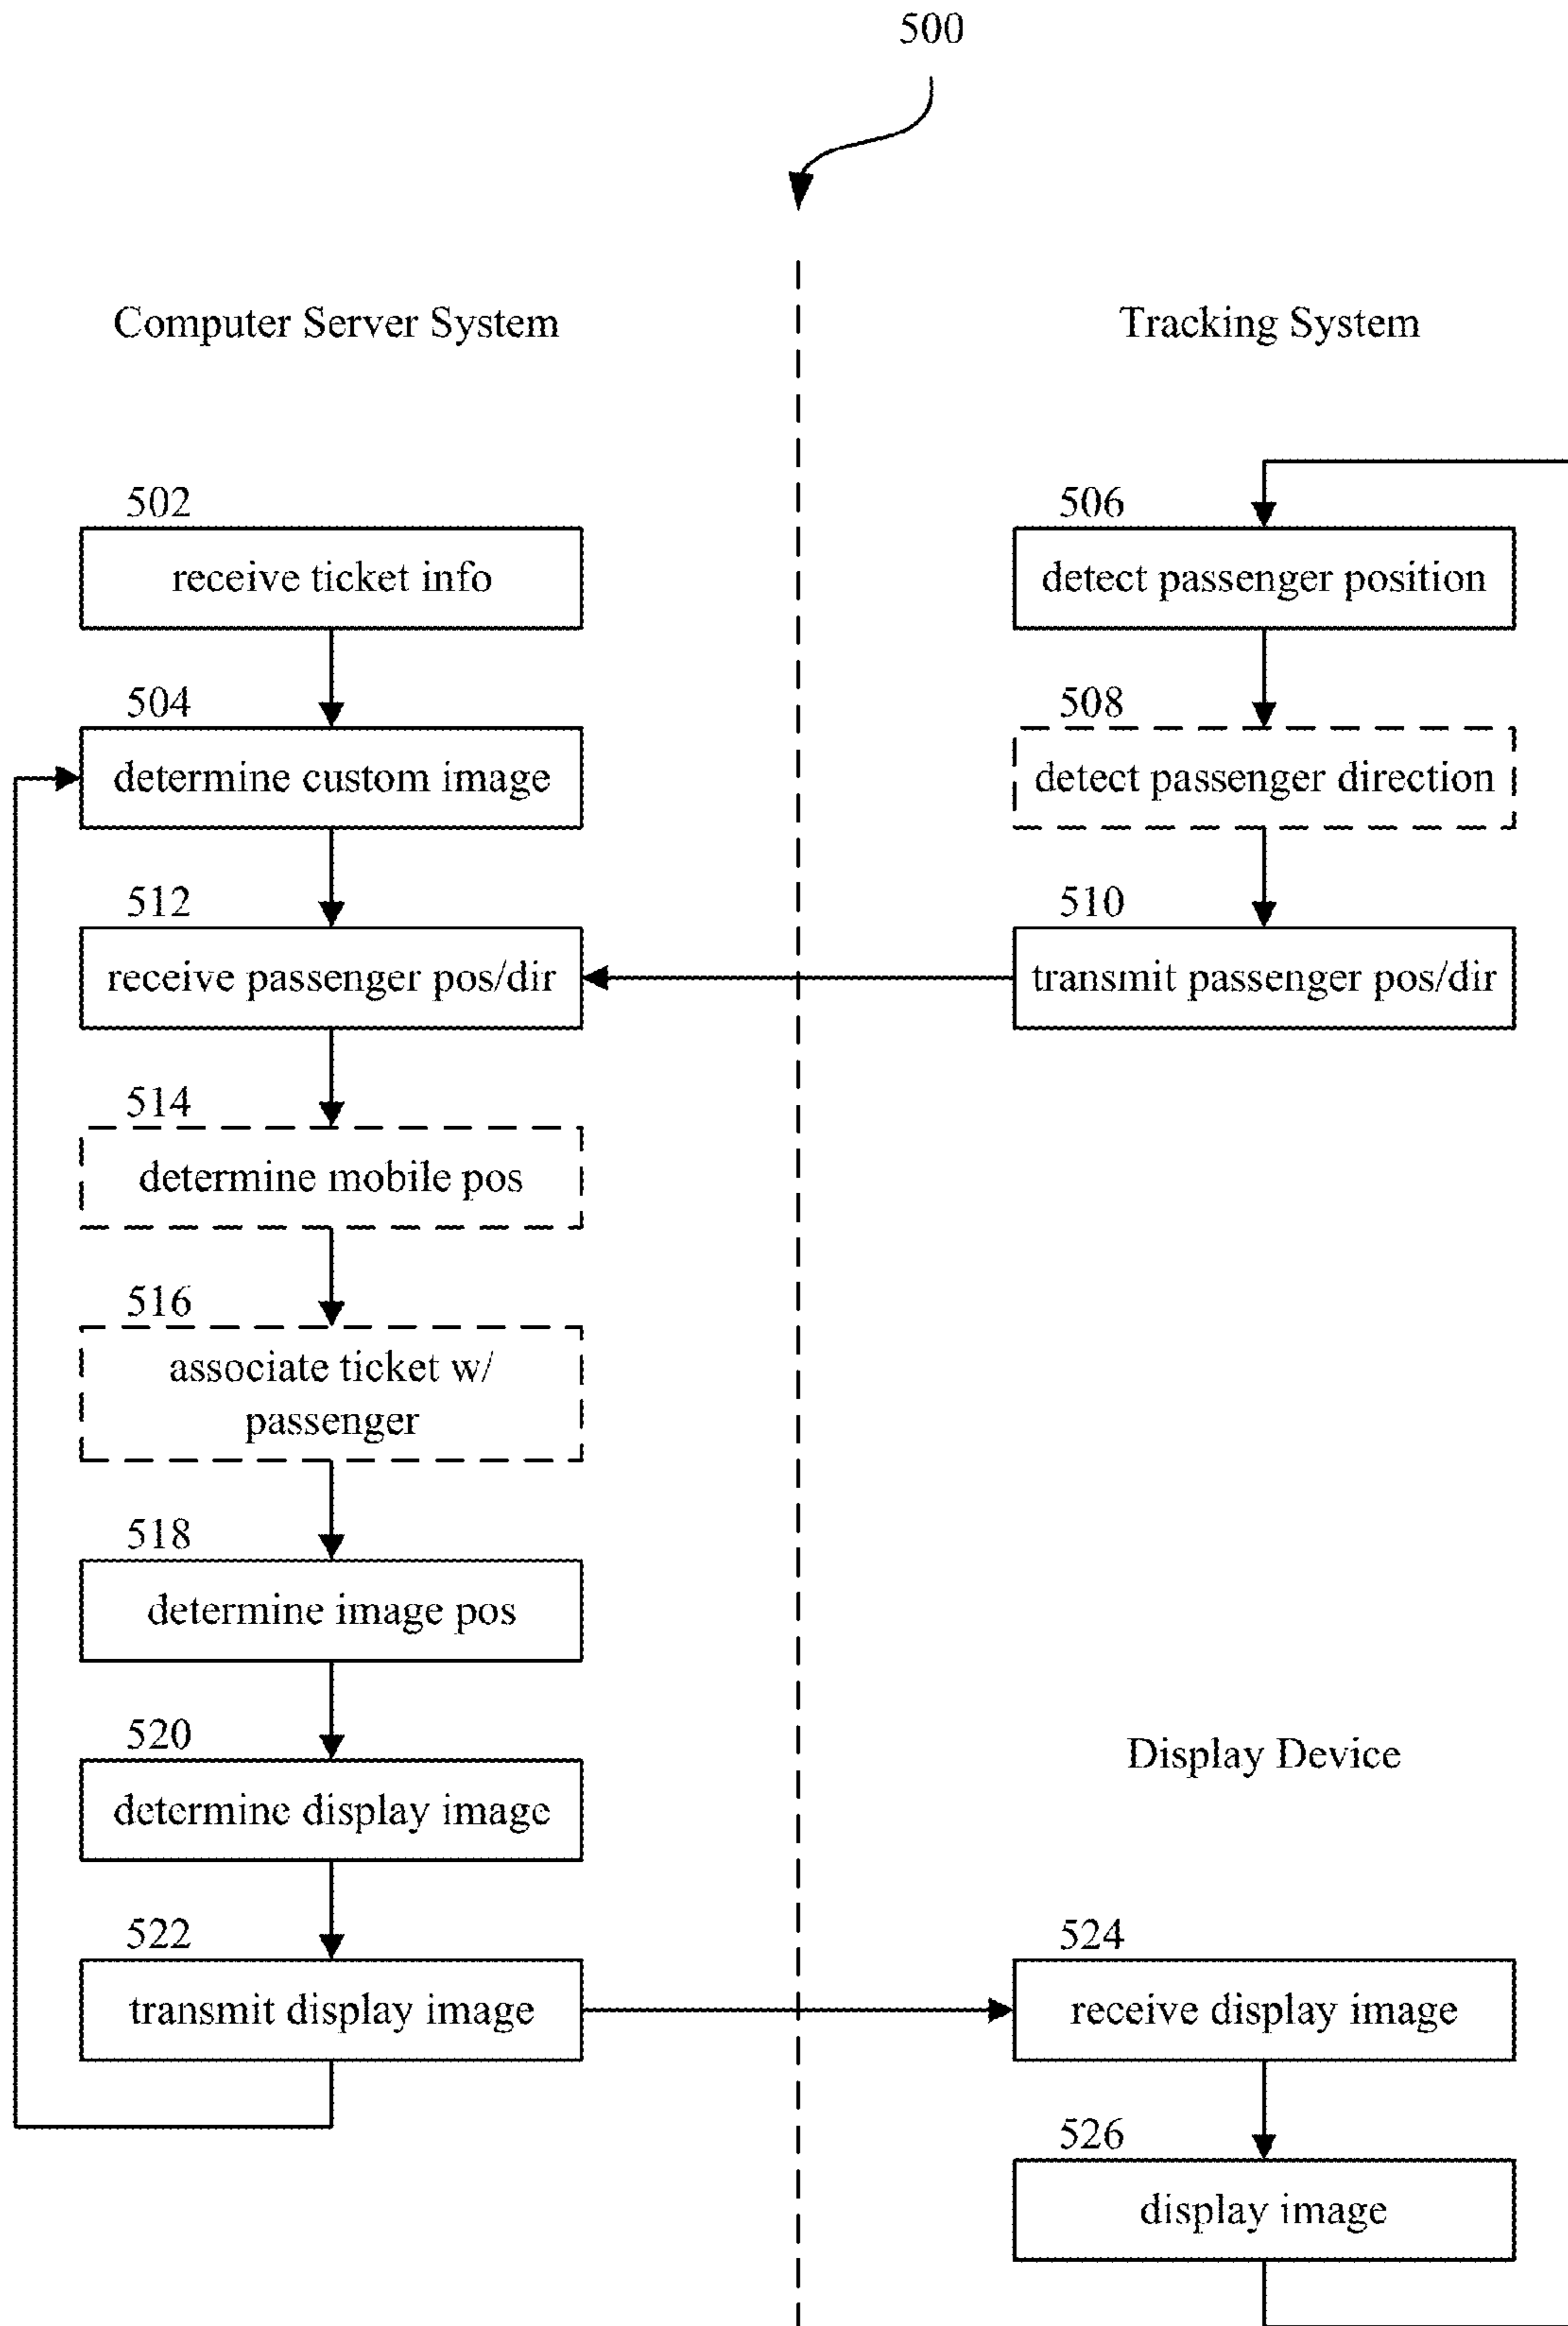 500
Computer Server System
Tracking System
502
receive ticket info
506
detect passenger position
504
determine custom image
508
detect passenger direction
512
receive passenger pos/dir
510
transmit passenger pos/dir
514
determine mobile pos
516
associate ticket w/
passenger
518
determine image pos
520
determine display image
Display Device
522
transmit display image
524
receive display image
526
display image